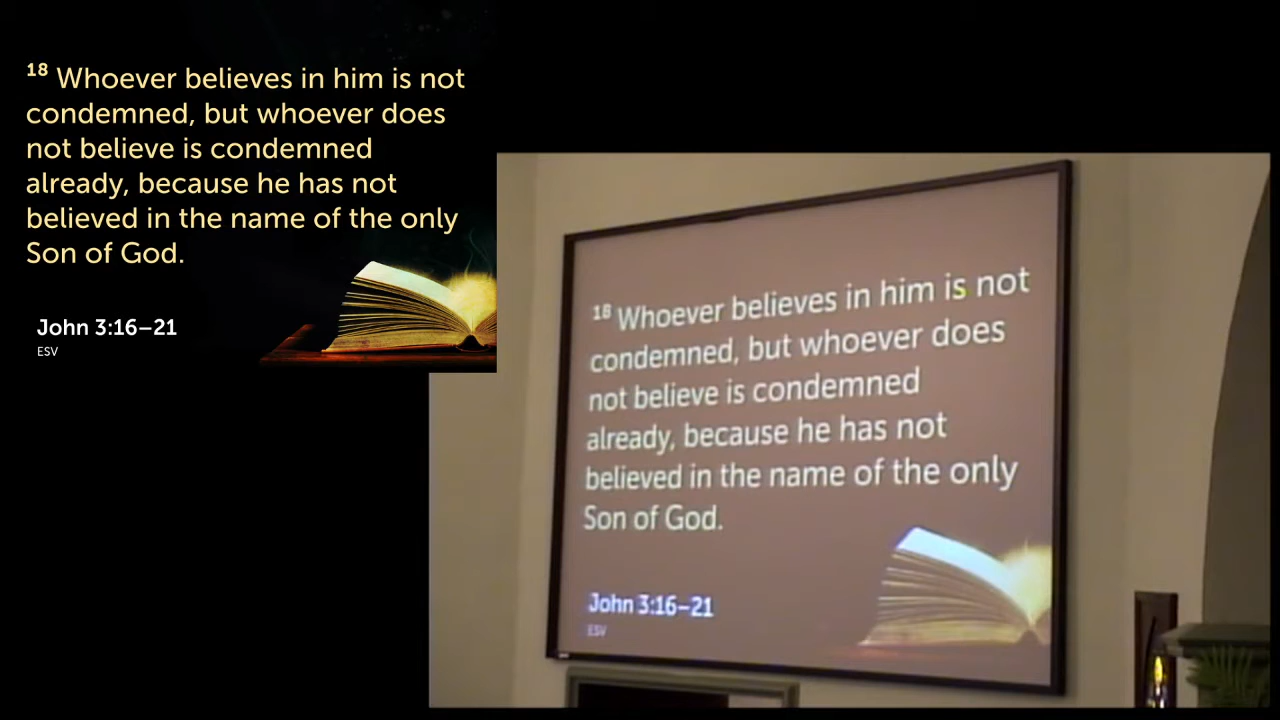 18 Whoever believes in him is not
condemned, but whoever does
not believe is condemned
already, because he has not
believed in the name of the only
Son of God.
John 3:16–21
ESV
18 Whoever believes in him is not
condemned, but whoever does
not believe is condemned
already, because he has not
believed in the name of the only
Son of God.
John 3:16–21
ESV